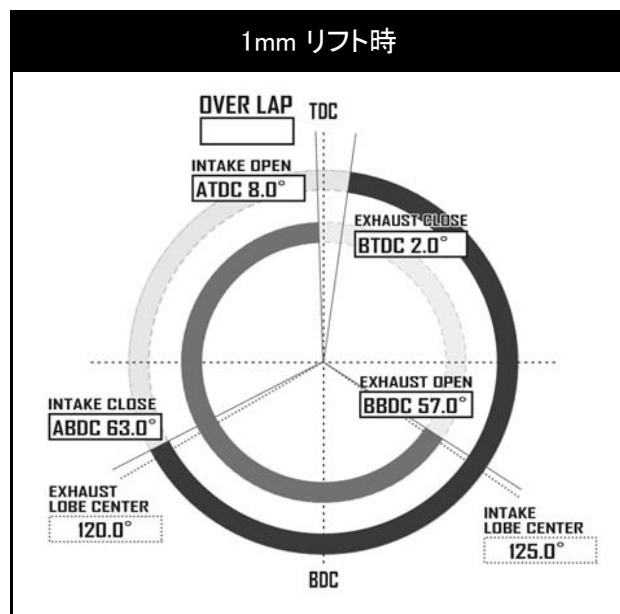 1mm リフト時
OVER LAP
TDC
INTAKE OPEN
ATDC 8.0°
EXHAUST CLOSE
BTDC 2.0°
EXHAUST OPEN
BBDC 57.0°
INTAKE CLOSE
ABDC 63.0°
EXHAUST
LOBE CENTER
120.0°
INTAKE
LOBE CENTER
125.0°
BDC